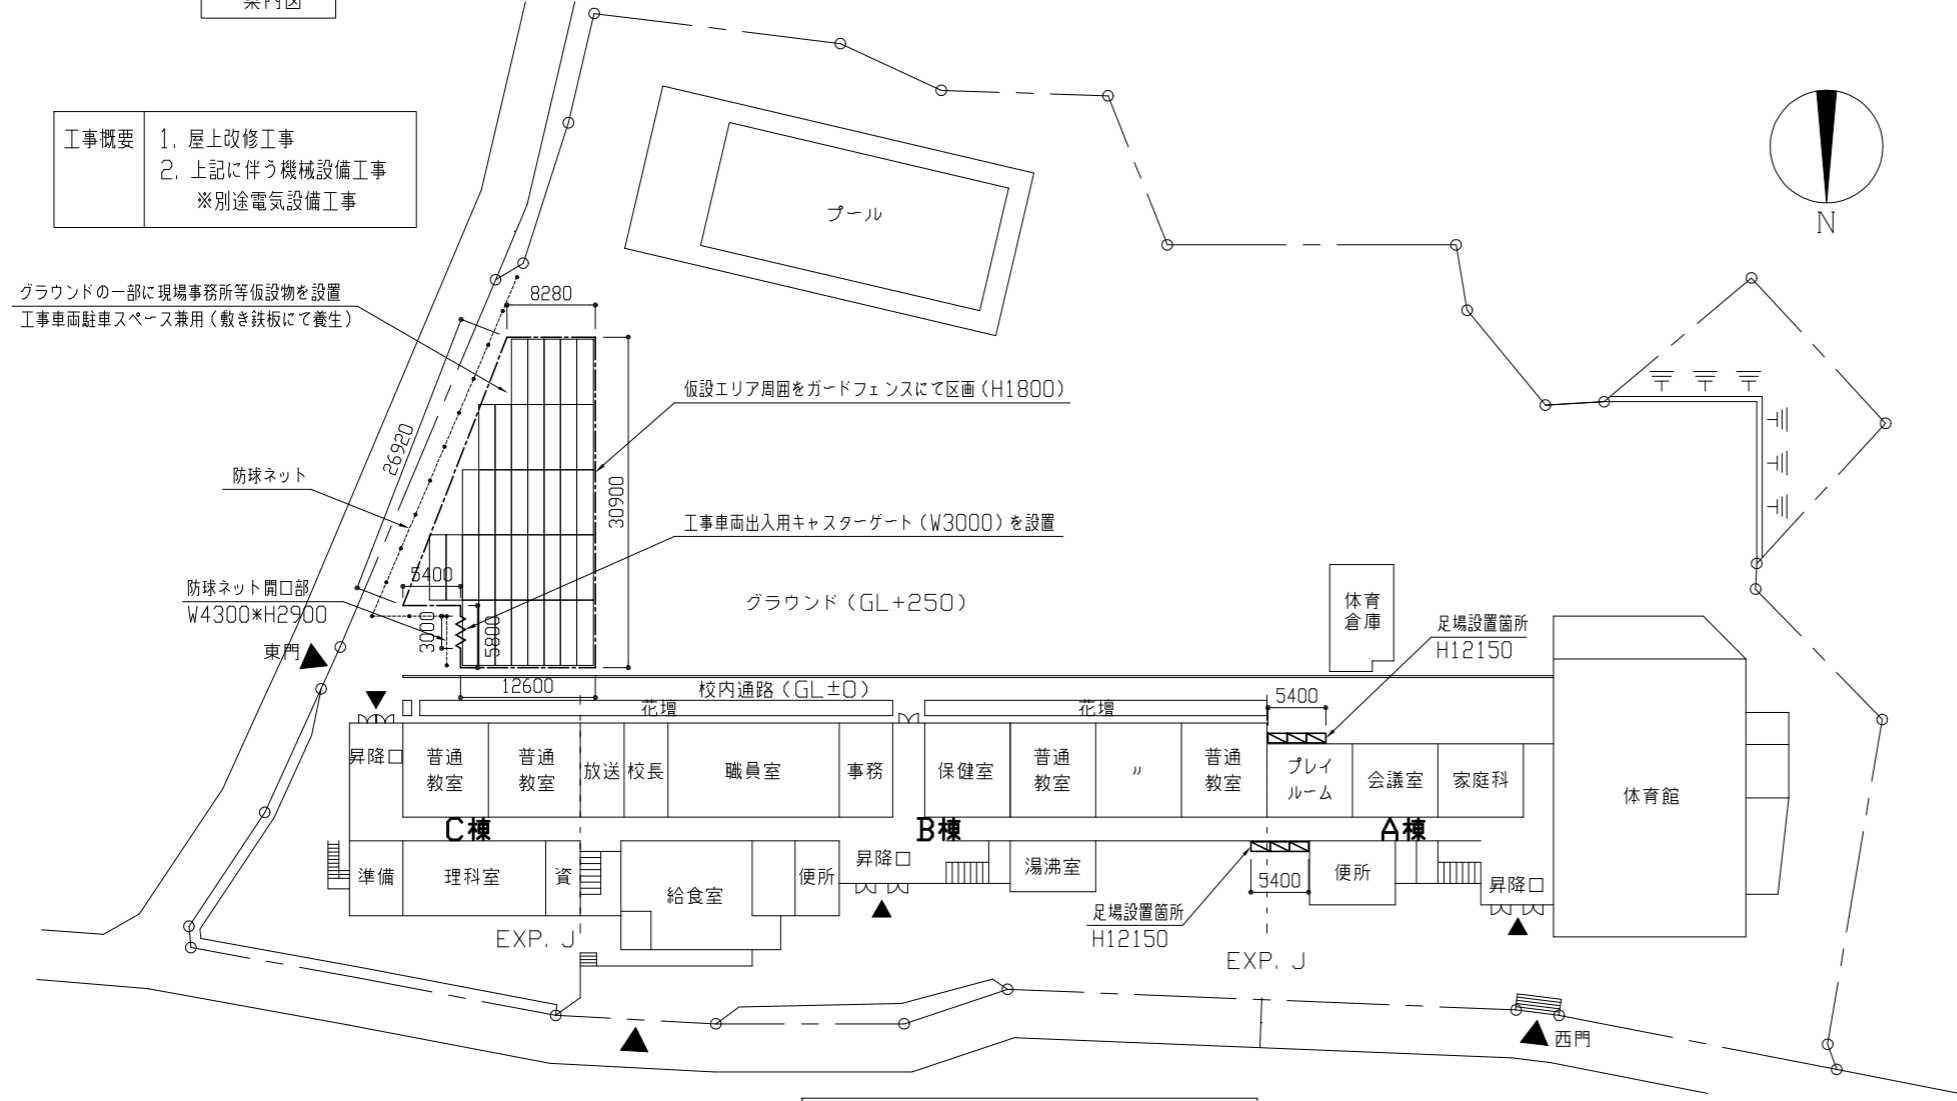 案内図
工事概要
1. 屋上改修工事
2. 上記に伴う機械設備工事
※別途電気設備工事
プール
N
グラウンドの一部に現場事務所等仮設物を設置
工事車両駐車スペース兼用（敷き鉄板にて養生）
8280
仮設エリア周囲をガードフェンスにて区画（H1800）
26920
防球ネット
30900
工事車両出入用キャスターゲート（W3000）を設置
5400
防球ネット開口部
W4300*H2900
グラウンド（GL+250）
体育
倉庫
足場設置箇所
H12150
3000
5800
東門
12600
校内通路（GL±0）
5400
花壇
花壇
昇降口
普通
教室
普通
教室
放送
校長
職員室
事務
保健室
普通
教室
〃
普通
教室
プレイ
ルーム
会議室
家庭科
体育館
C棟
B棟
A棟
準備
理科室
資
給食室
便所
昇降口
湯沸室
5400
便所
昇降口
足場設置箇所
H12150
EXP. J
EXP. J
西門